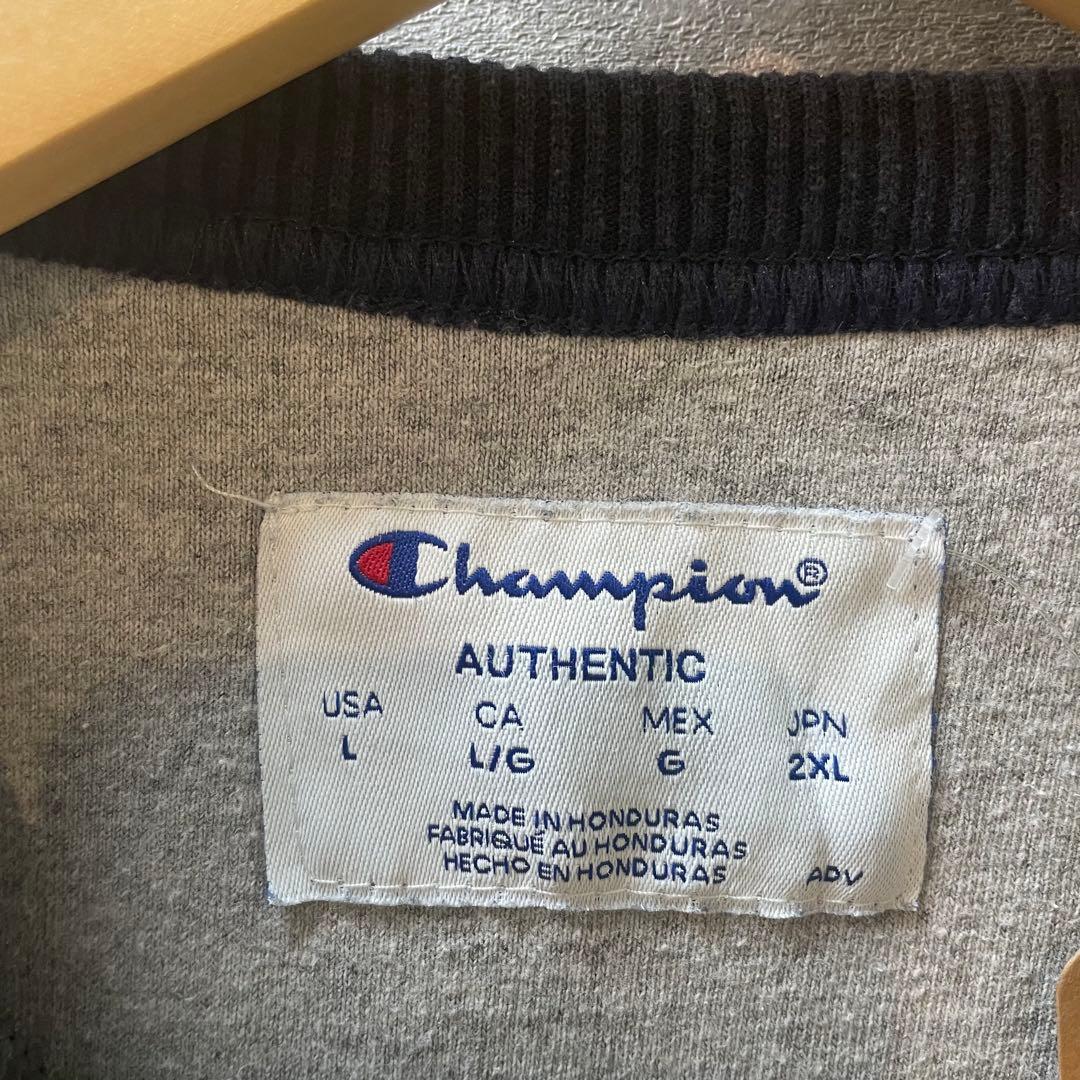 Champion®
AUTHENTIC
USA CA MEX JPN
L L/G G 2XL
MADE IN HONDURAS
FABRIQUÉ AU HONDURAS
HECHO EN HONDURAS
ADV